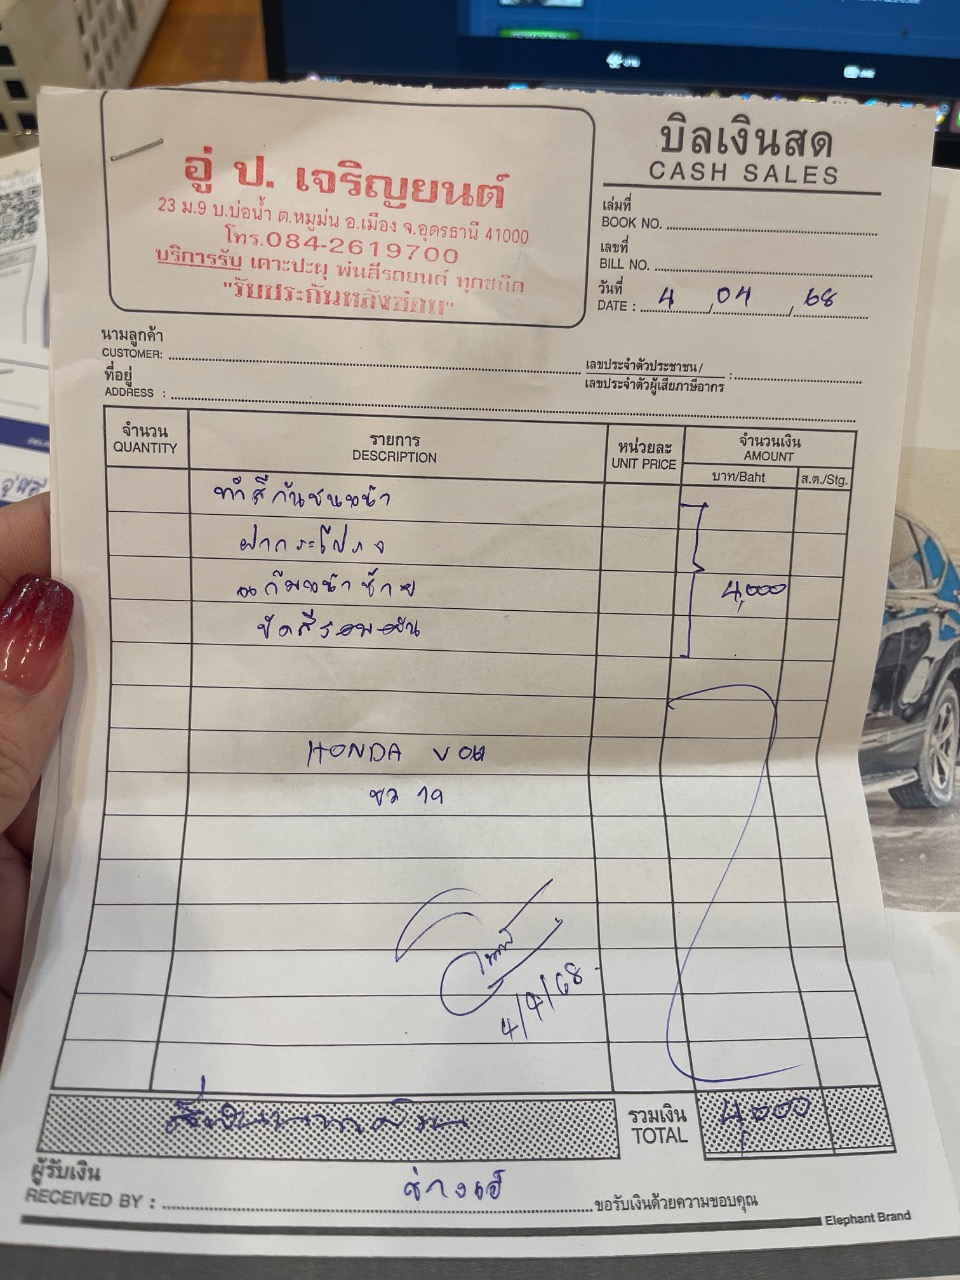 บิลเงินสด
CASH SALES
อู่ ป. เจริญยนต์
23 ม.9 บ.บ่อน้ำ ต.หมูม่น อ.เมือง จ.อุดรธานี 41000
โทร.084-2619700
บริการรับ เคาะปะผุ พ่นสีรถยนต์ ทุกชนิด
"รับประกันหลังซ่อม"
เล่มที่
BOOK NO.
เลขที่
BILL NO.
วันที่
DATE : 4 / 04 / 68
นามลูกค้า
CUSTOMER:
ที่อยู่
ADDRESS :
เลขประจำตัวประชาชน /
เลขประจำตัวผู้เสียภาษีอากร :
จำนวน
QUANTITY
รายการ
DESCRIPTION
หน่วยละ
UNIT PRICE
จำนวนเงิน
AMOUNT
บาท/Baht
ส.ต./Stg.
ทำสีกันชนหน้า
ฝากระโปรง
แก้มหน้าซ้าย
4,000
ขัดสีรอบคัน
HONDA
ขว 19
4/4/68
สี่พันบาทถ้วน
รวมเงิน
TOTAL
4,000
ผู้รับเงิน
RECEIVED BY :
ขอรับเงินด้วยความขอบคุณ
Elephant Brand